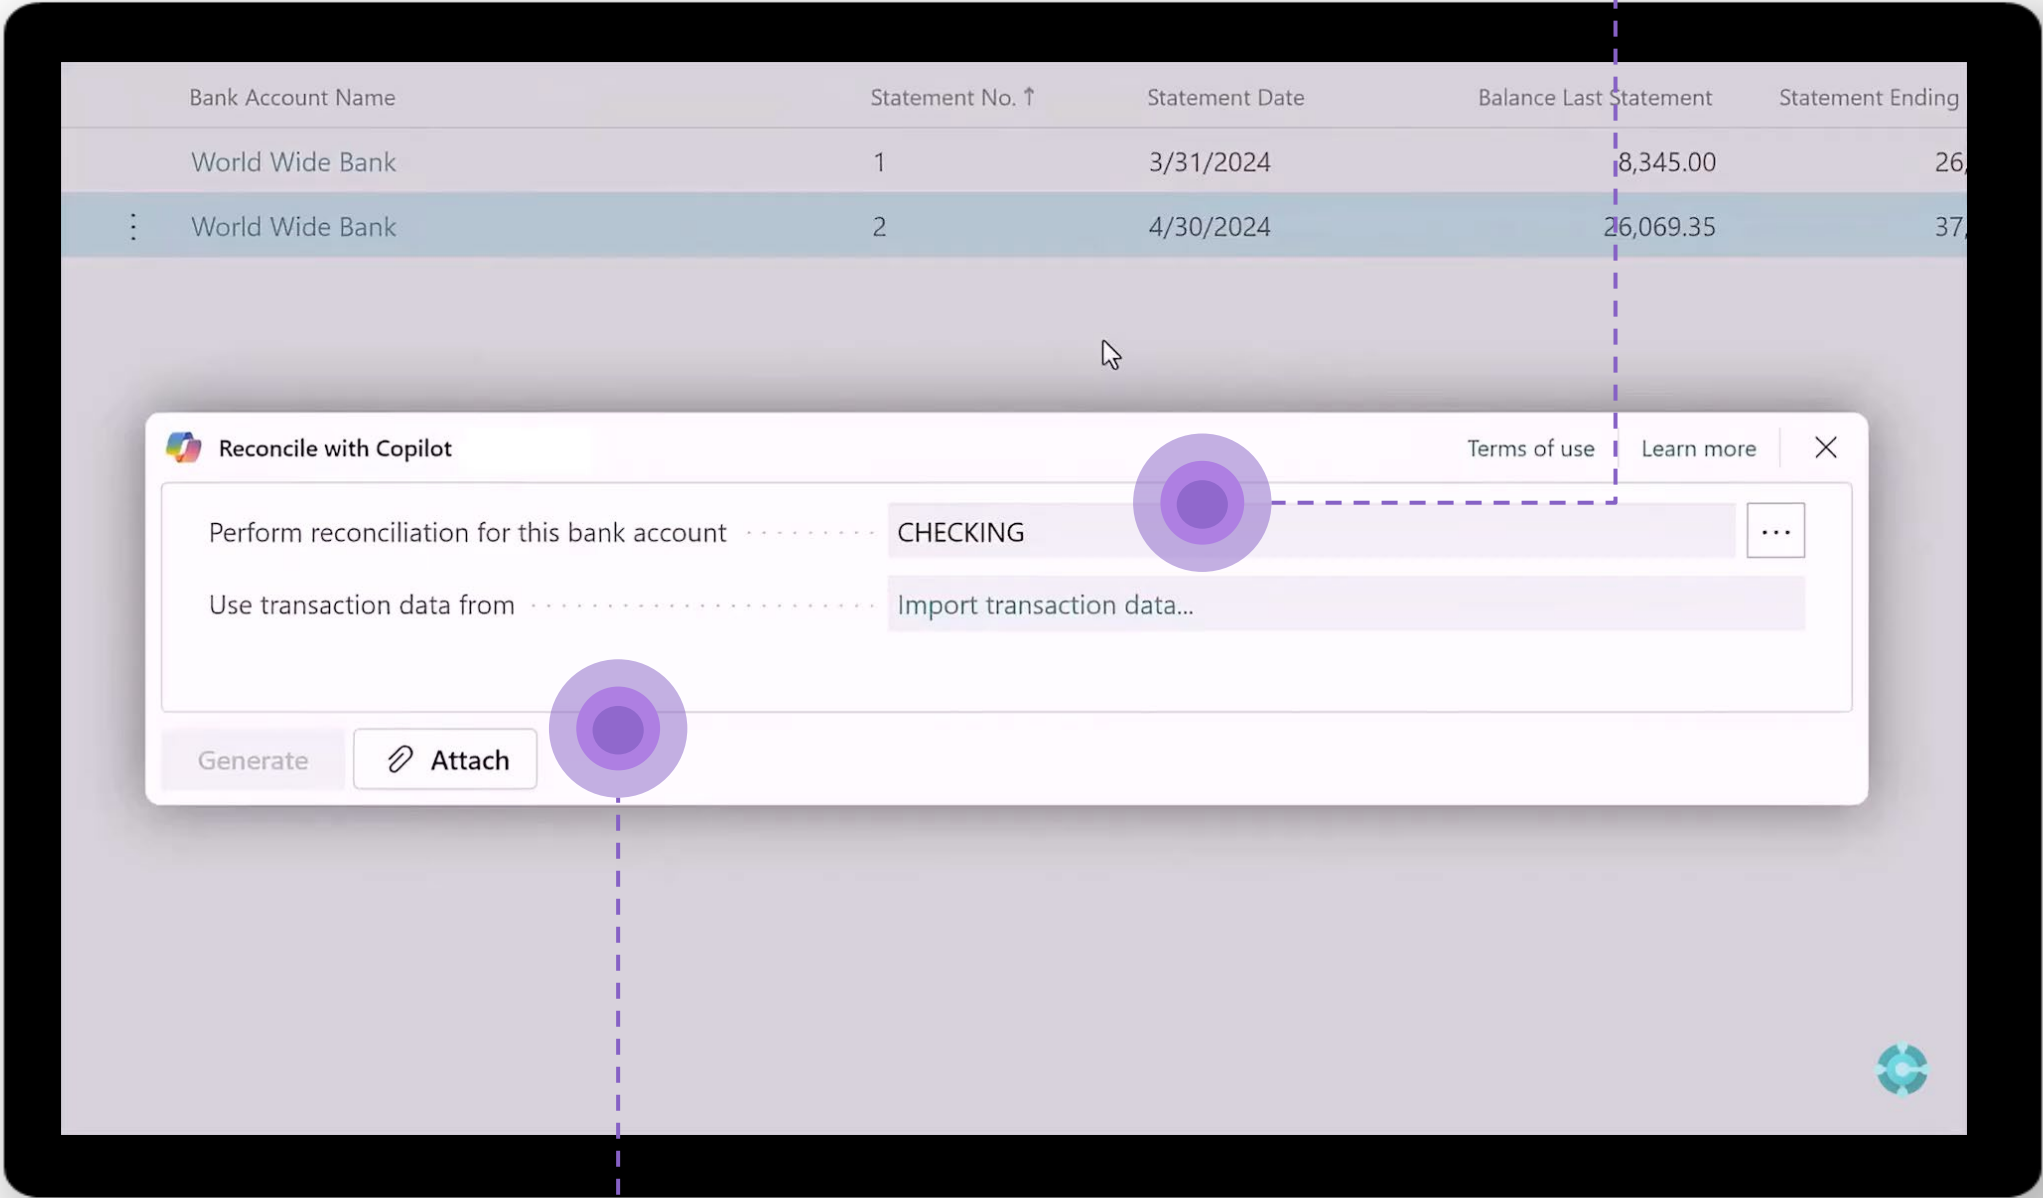 Bank Account Name Statement No. ↑ Statement Date Balance Last Statement Statement Ending
World Wide Bank 1 3/31/2024 8,345.00 26,
World Wide Bank 2 4/30/2024 26,069.35 37,
Reconcile with Copilot Terms of use Learn more
Perform reconciliation for this bank account CHECKING ...
Use transaction data from Import transaction data...
Generate Attach